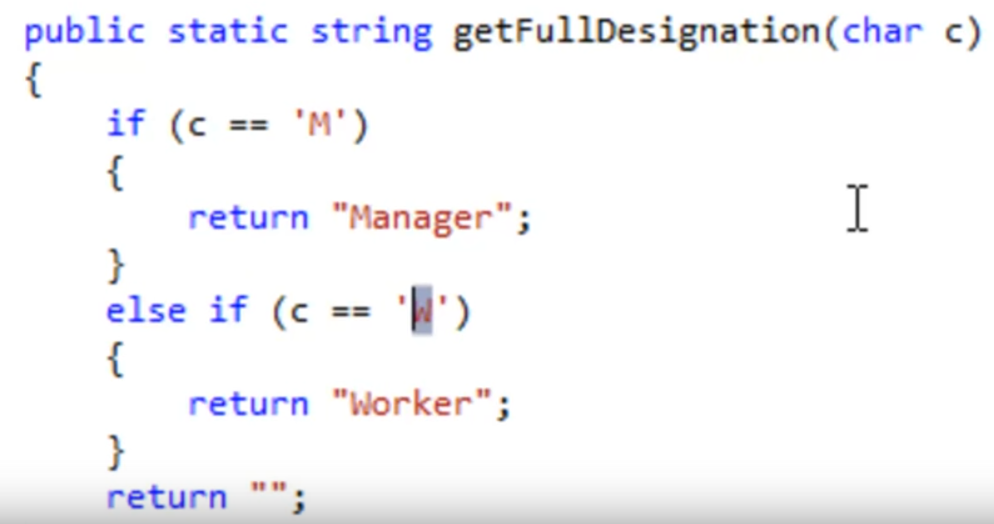 public static string getFullDesignation(char c)
{
    if (c == 'M')
    {
        return "Manager";
    }
    else if (c == 'W')
    {
        return "Worker";
    }
    return "";